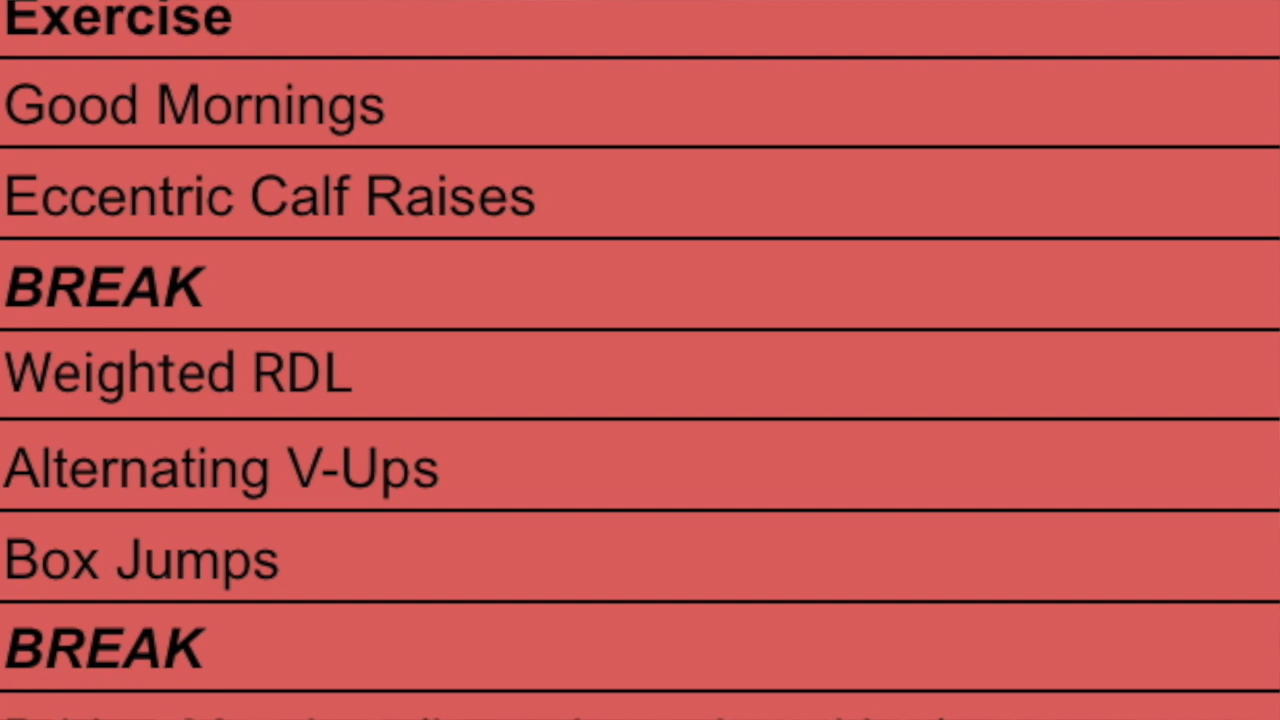 Exercise
Good Mornings
Eccentric Calf Raises
BREAK
Weighted RDL
Alternating V-Ups
Box Jumps
BREAK